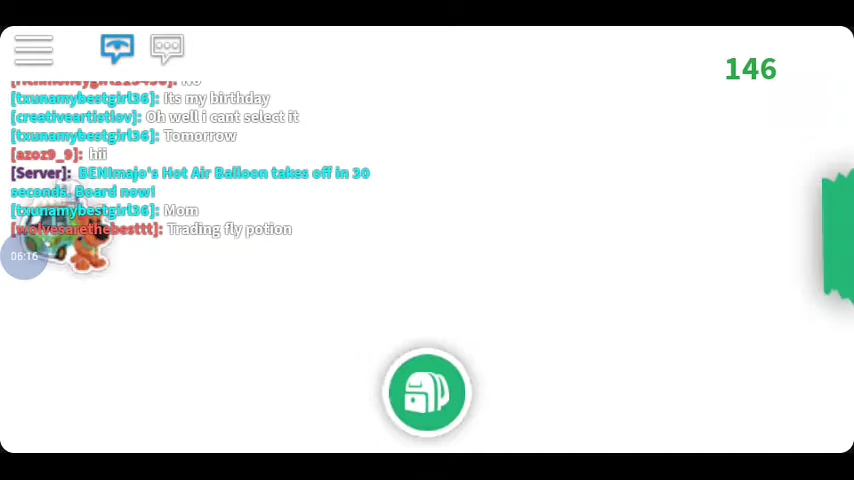 146
No
[txunamybestgirl36]: Its my birthday
[creativeartistlov]: Oh well i cant select it
[txunamybestgirl36]: Tomorrow
[azoz9_9]: hii
[Server]: BENImajo's Hot Air Balloon takes off in 30
seconds. Board now!
[txunamybestgirl36]: Mom
[wolvesarethebesttt]: Trading fly potion
06:16